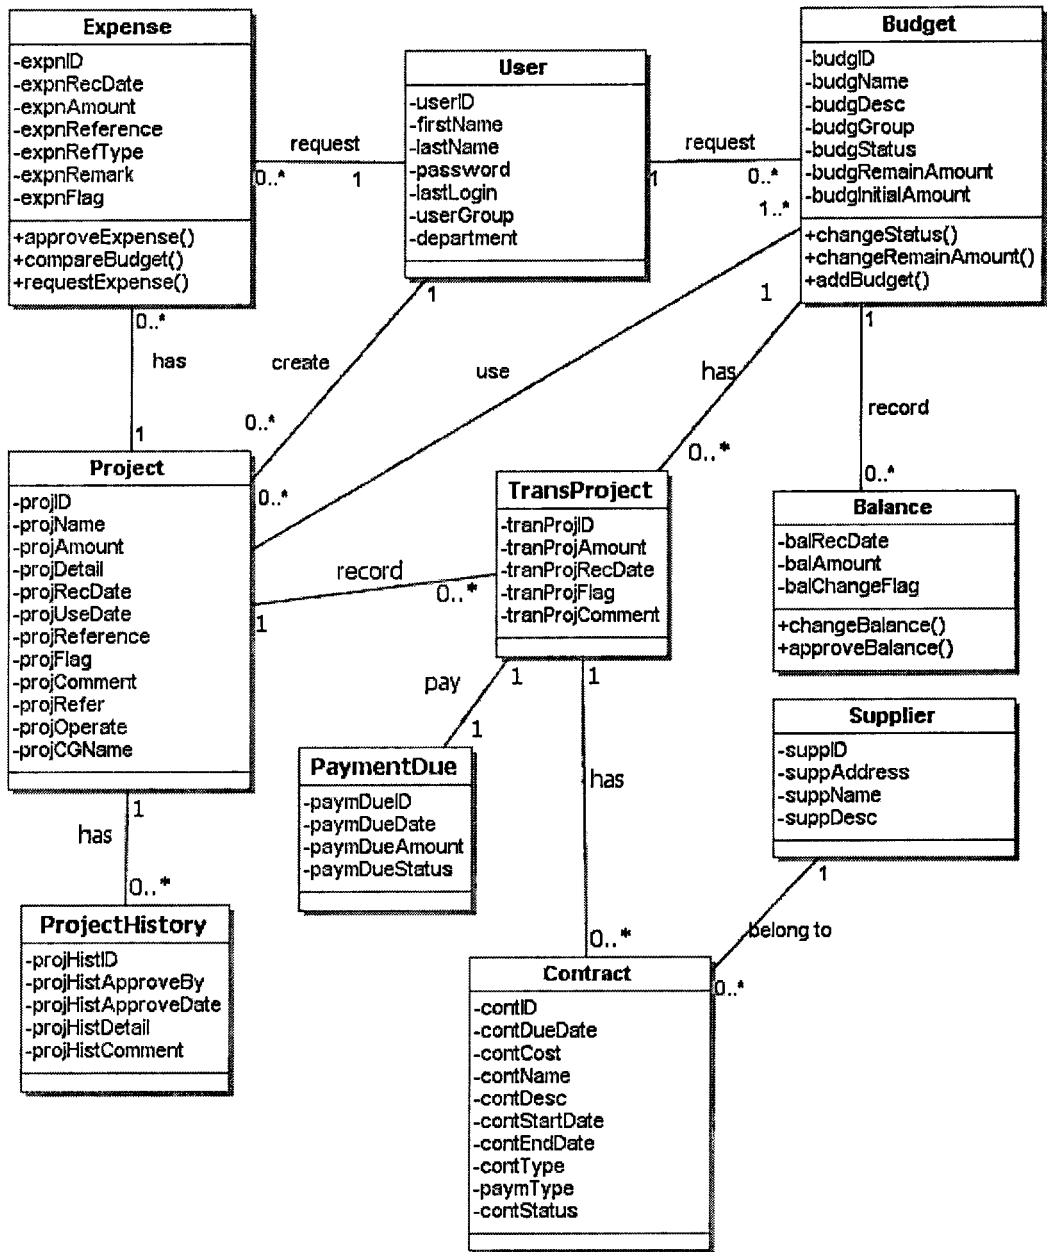 Expense
-expnID
-expnRecDate
-expnAmount
-expnReference
-expnRefType
-expnRemark
-expnFlag
+approveExpense()
+compareBudget()
+requestExpense()
request
0..*
1
User
-userID
-firstName
-lastName
-password
-lastLogin
-userGroup
-department
request
1
0..*
Budget
-budgID
-budgName
-budgDesc
-budgGroup
-budgStatus
-budgRemainAmount
-budgInitialAmount
+changeStatus()
+changeRemainAmount()
+addBudget()
1..*
0..*
has
1
1
create
0..*
use
0..*
1
has
0..*
1
record
0..*
Project
-projID
-projName
-projAmount
-projDetail
-projRecDate
-projUseDate
-projReference
-projFlag
-projComment
-projRefer
-projOperate
-projCGName
record
1
0..*
TransProject
-tranProjID
-tranProjAmount
-tranProjRecDate
-tranProjFlag
-tranProjComment
Balance
-balRecDate
-balAmount
-balChangeFlag
+changeBalance()
+approveBalance()
pay
1
1
1
has
0..*
PaymentDue
-paymDueID
-paymDueDate
-paymDueAmount
-paymDueStatus
Supplier
-suppID
-suppAddress
-suppName
-suppDesc
1
belong to
0..*
1
has
0..*
ProjectHistory
-projHistID
-projHistApproveBy
-projHistApproveDate
-projHistDetail
-projHistComment
Contract
-contID
-contDueDate
-contCost
-contName
-contDesc
-contStartDate
-contEndDate
-contType
-paymType
-contStatus